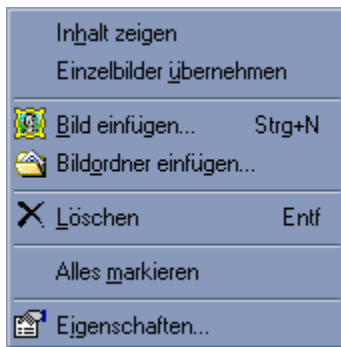 Inhalt zeigen
Einzelbilder übernehmen
Bild einfügen... Strg+N
Bildordner einfügen...
Löschen Entf
Alles markieren
Eigenschaften...